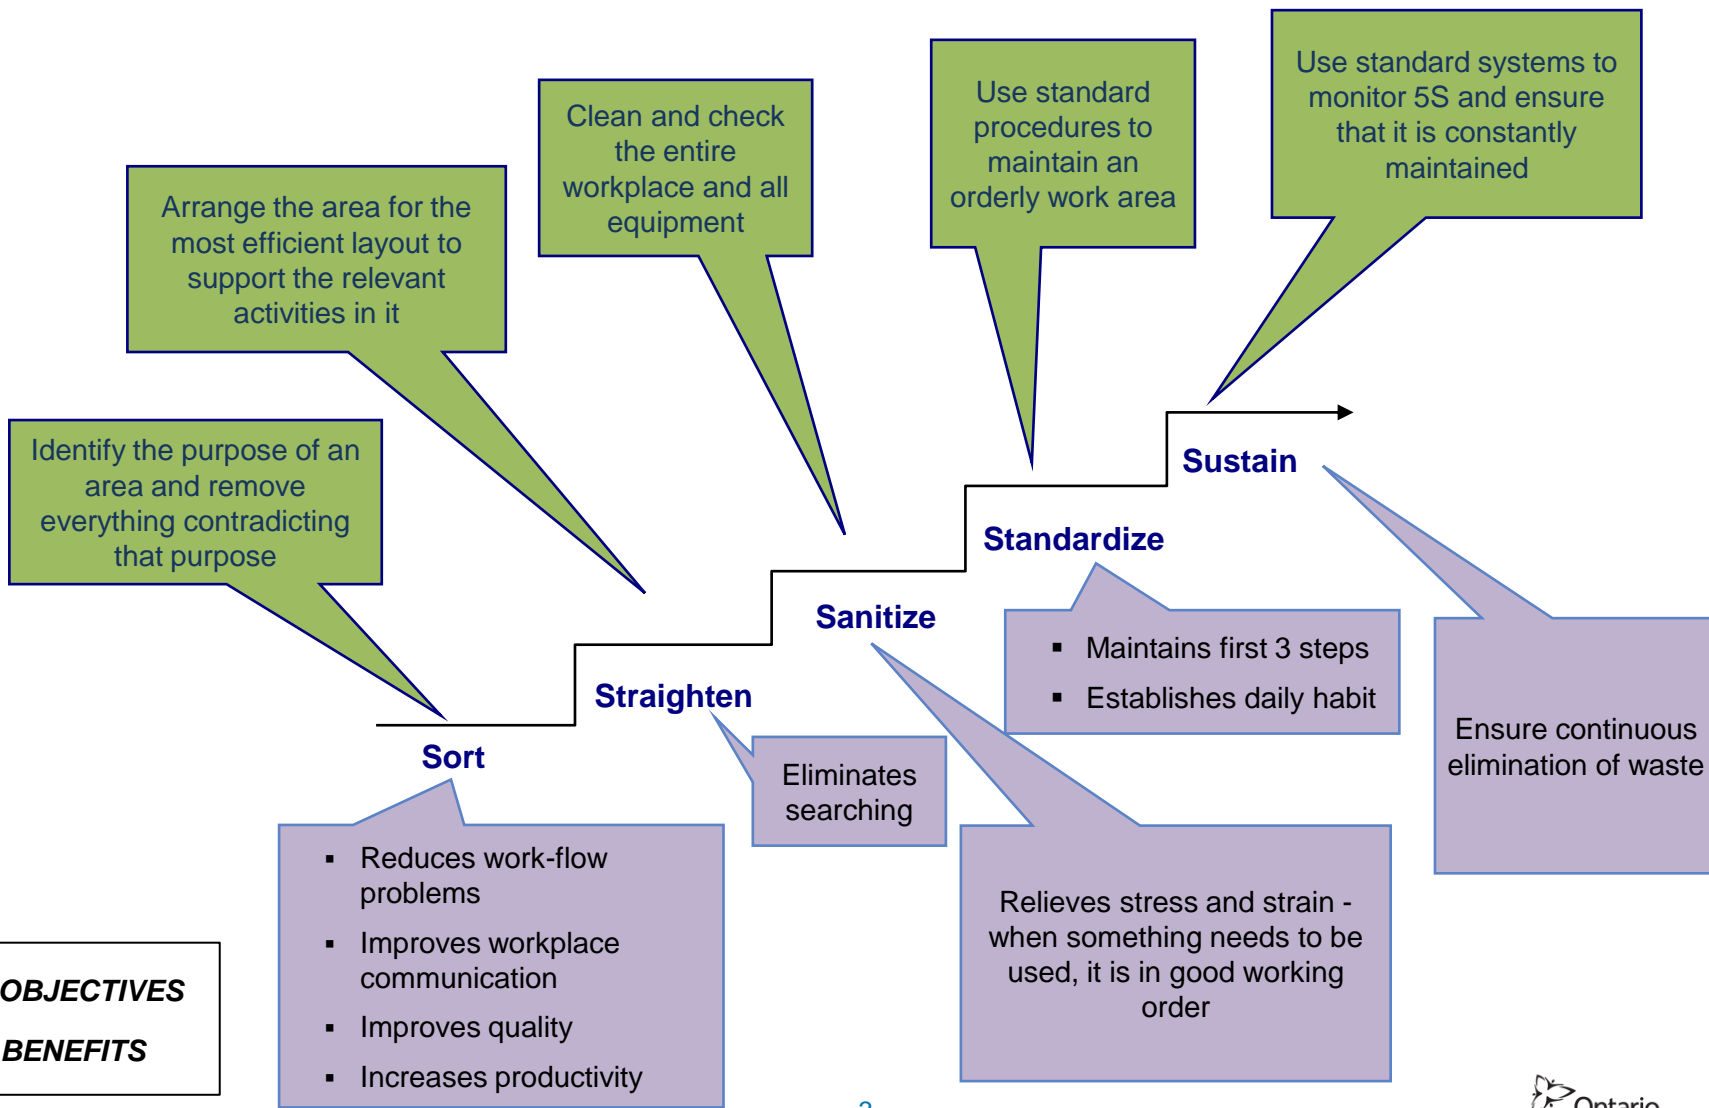 Use standard systems to
monitor 5S and ensure
that it is constantly
maintained
Use standard
procedures to
maintain an
orderly work area
Clean and check
the entire
workplace and all
equipment
Arrange the area for the
most efficient layout to
support the relevant
activities in it
Identify the purpose of an
area and remove
everything contradicting
that purpose
Sustain
Standardize
Sanitize
Straighten
Sort
▪ Maintains first 3 steps
▪ Establishes daily habit
Ensure continuous
elimination of waste
Eliminates
searching
▪ Reduces work-flow
problems
▪ Improves workplace
communication
▪ Improves quality
▪ Increases productivity
Relieves stress and strain -
when something needs to be
used, it is in good working
order
OBJECTIVES
BENEFITS
Ontario